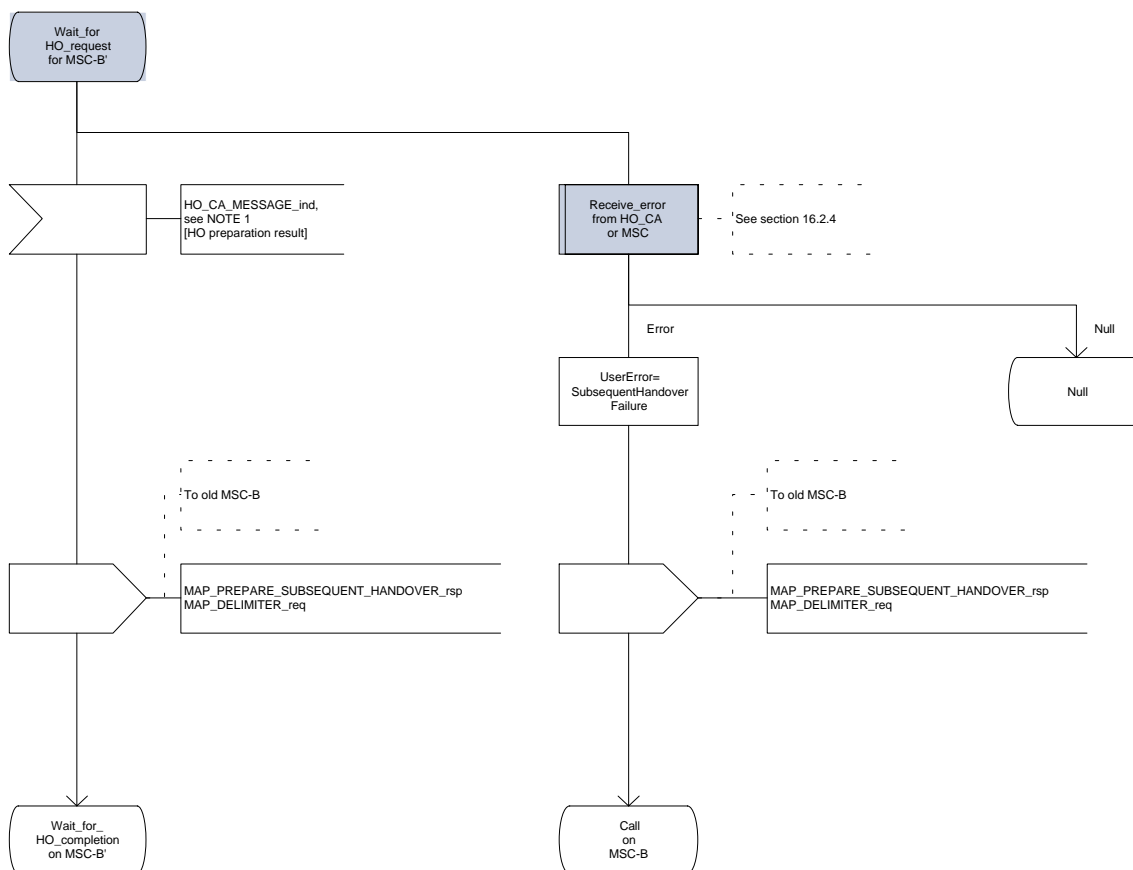 Wait_for
HO_request
for MSC-B'
HO_CA_MESSAGE_ind,
see NOTE 1
[HO preparation result]
Receive_error
from HO_CA
or MSC
See section 16.2.4
Error
Null
UserError=
SubsequentHandover
Failure
Null
To old MSC-B
To old MSC-B
MAP_PREPARE_SUBSEQUENT_HANDOVER_rsp
MAP_DELIMITER_req
MAP_PREPARE_SUBSEQUENT_HANDOVER_rsp
MAP_DELIMITER_req
Wait_for_
HO_completion
on MSC-B'
Call
on
MSC-B